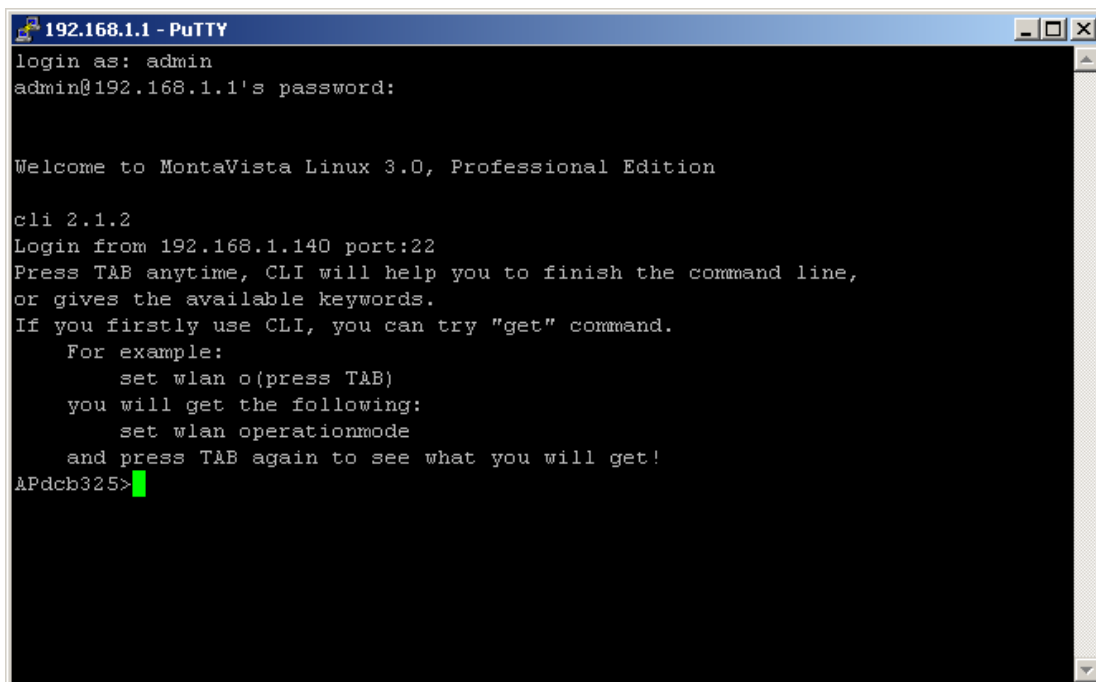 192.168.1.1 - PuTTY
login as: admin
admin@192.168.1.1's password:
Welcome to MontaVista Linux 3.0, Professional Edition
cli 2.1.2
Login from 192.168.1.140 port:22
Press TAB anytime, CLI will help you to finish the command line,
or gives the available keywords.
If you firstly use CLI, you can try "get" command.
For example:
set wlan o(press TAB)
you will get the following:
set wlan operationmode
and press TAB again to see what you will get!
APdcb325>